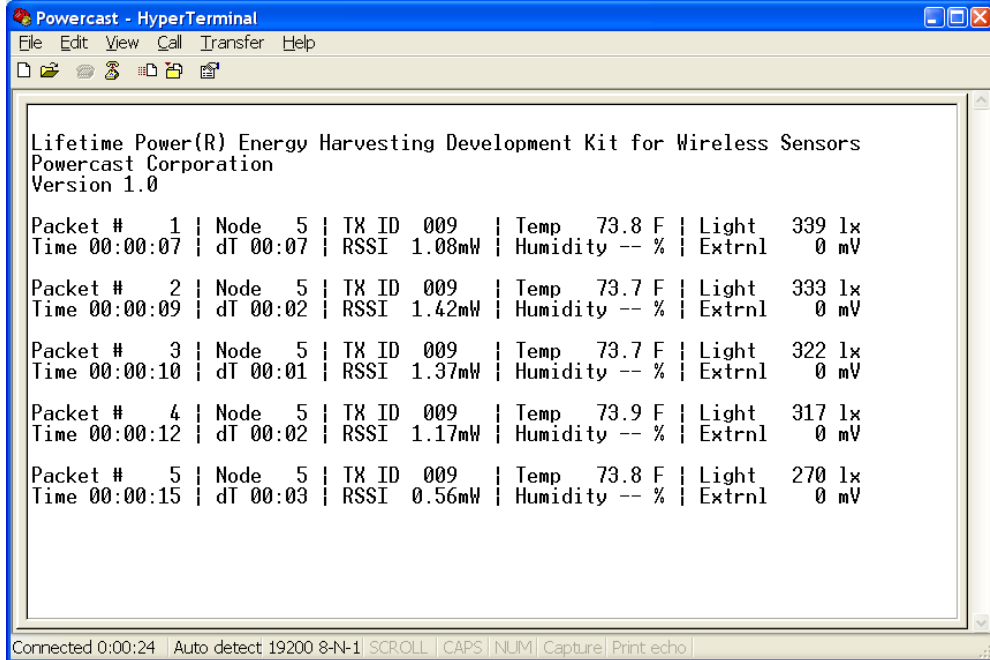 Powercast - HyperTerminal
File Edit View Call Transfer Help
Lifetime Power(R) Energy Harvesting Development Kit for Wireless Sensors
Powercast Corporation
Version 1.0
Packet # 1 ¦ Node 5 ¦ TX ID 009 ¦ Temp 73.8 F ¦ Light 339 lx
Time 00:00:07 ¦ dT 00:07 ¦ RSSI 1.08mW ¦ Humidity -- % ¦ Extrnl 0 mV
Packet # 2 ¦ Node 5 ¦ TX ID 009 ¦ Temp 73.7 F ¦ Light 333 lx
Time 00:00:09 ¦ dT 00:02 ¦ RSSI 1.42mW ¦ Humidity -- % ¦ Extrnl 0 mV
Packet # 3 ¦ Node 5 ¦ TX ID 009 ¦ Temp 73.7 F ¦ Light 322 lx
Time 00:00:10 ¦ dT 00:01 ¦ RSSI 1.37mW ¦ Humidity -- % ¦ Extrnl 0 mV
Packet # 4 ¦ Node 5 ¦ TX ID 009 ¦ Temp 73.9 F ¦ Light 317 lx
Time 00:00:12 ¦ dT 00:02 ¦ RSSI 1.17mW ¦ Humidity -- % ¦ Extrnl 0 mV
Packet # 5 ¦ Node 5 ¦ TX ID 009 ¦ Temp 73.8 F ¦ Light 270 lx
Time 00:00:15 ¦ dT 00:03 ¦ RSSI 0.56mW ¦ Humidity -- % ¦ Extrnl 0 mV
Connected 0:00:24 Auto detect 19200 8-N-1 SCROLL CAPS NUM Capture Print echo